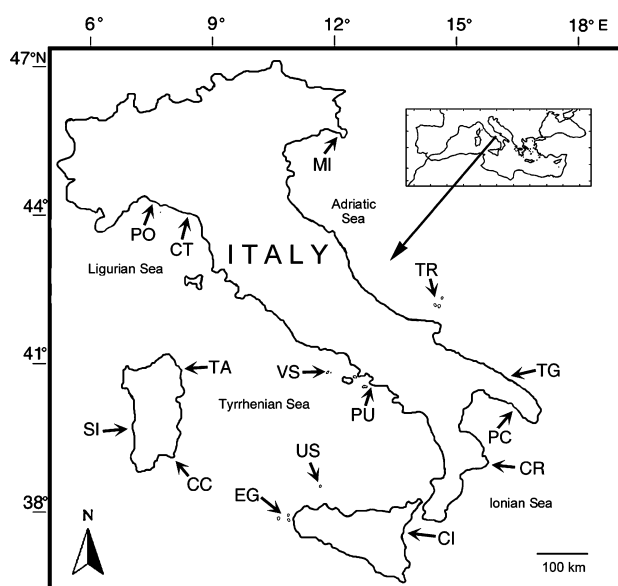 6° 9° 12° 15° 18° E
47°N
MI
Adriatic
Sea
44°
PO
CT
ITALY
Ligurian Sea
TR
41°
TA
VS
TG
Tyrrhenian Sea
PU
SI
PC
US
CC
CR
EG
Ionian Sea
38°
N
CI
100 km